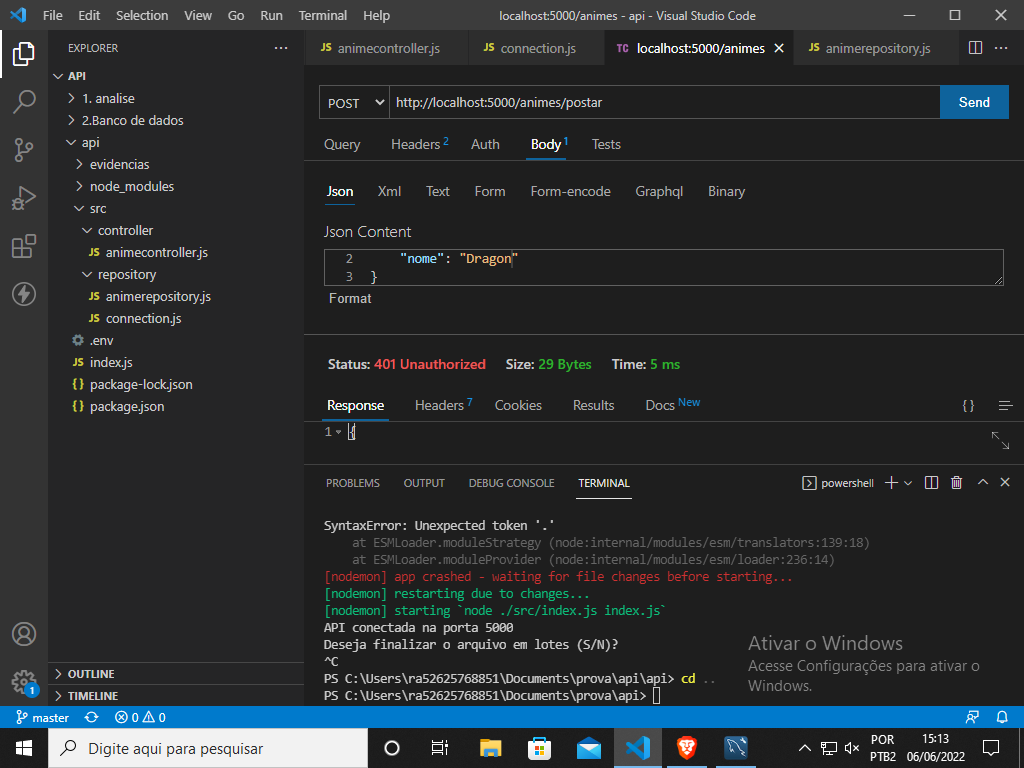 File Edit Selection View Go Run Terminal Help localhost:5000/animes - api - Visual Studio Code
EXPLORER
JS animecontroller.js JS connection.js TC localhost:5000/animes JS animerepository.js
API
1. analise
2.Banco de dados
api
evidencias
node_modules
src
controller
JS animecontroller.js
repository
JS animerepository.js
JS connection.js
.env
JS index.js
{} package-lock.json
{} package.json
OUTLINE
TIMELINE
POST http://localhost:5000/animes/postar Send
Query Headers 2 Auth Body 1 Tests
Json Xml Text Form Form-encode Graphql Binary
Json Content
2 "nome": "Dragon"
3 }
Format
Status: 401 Unauthorized Size: 29 Bytes Time: 5 ms
Response Headers 7 Cookies Results Docs New {}
1 {
PROBLEMS OUTPUT DEBUG CONSOLE TERMINAL powershell
SyntaxError: Unexpected token '.'
at ESMLoader.moduleStrategy (node:internal/modules/esm/translators:139:18)
at ESMLoader.moduleProvider (node:internal/modules/esm/loader:236:14)
[nodemon] app crashed - waiting for file changes before starting...
[nodemon] restarting due to changes...
[nodemon] starting `node ./src/index.js index.js`
API conectada na porta 5000
Deseja finalizar o arquivo em lotes (S/N)?
^C
PS C:\Users\ra52625768851\Documents\prova\api\api> cd ..
PS C:\Users\ra52625768851\Documents\prova\api>
Ativar o Windows
Acesse Configurações para ativar o
Windows.
1
master 0 0
Digite aqui para pesquisar
POR
PTB2
15:13
06/06/2022